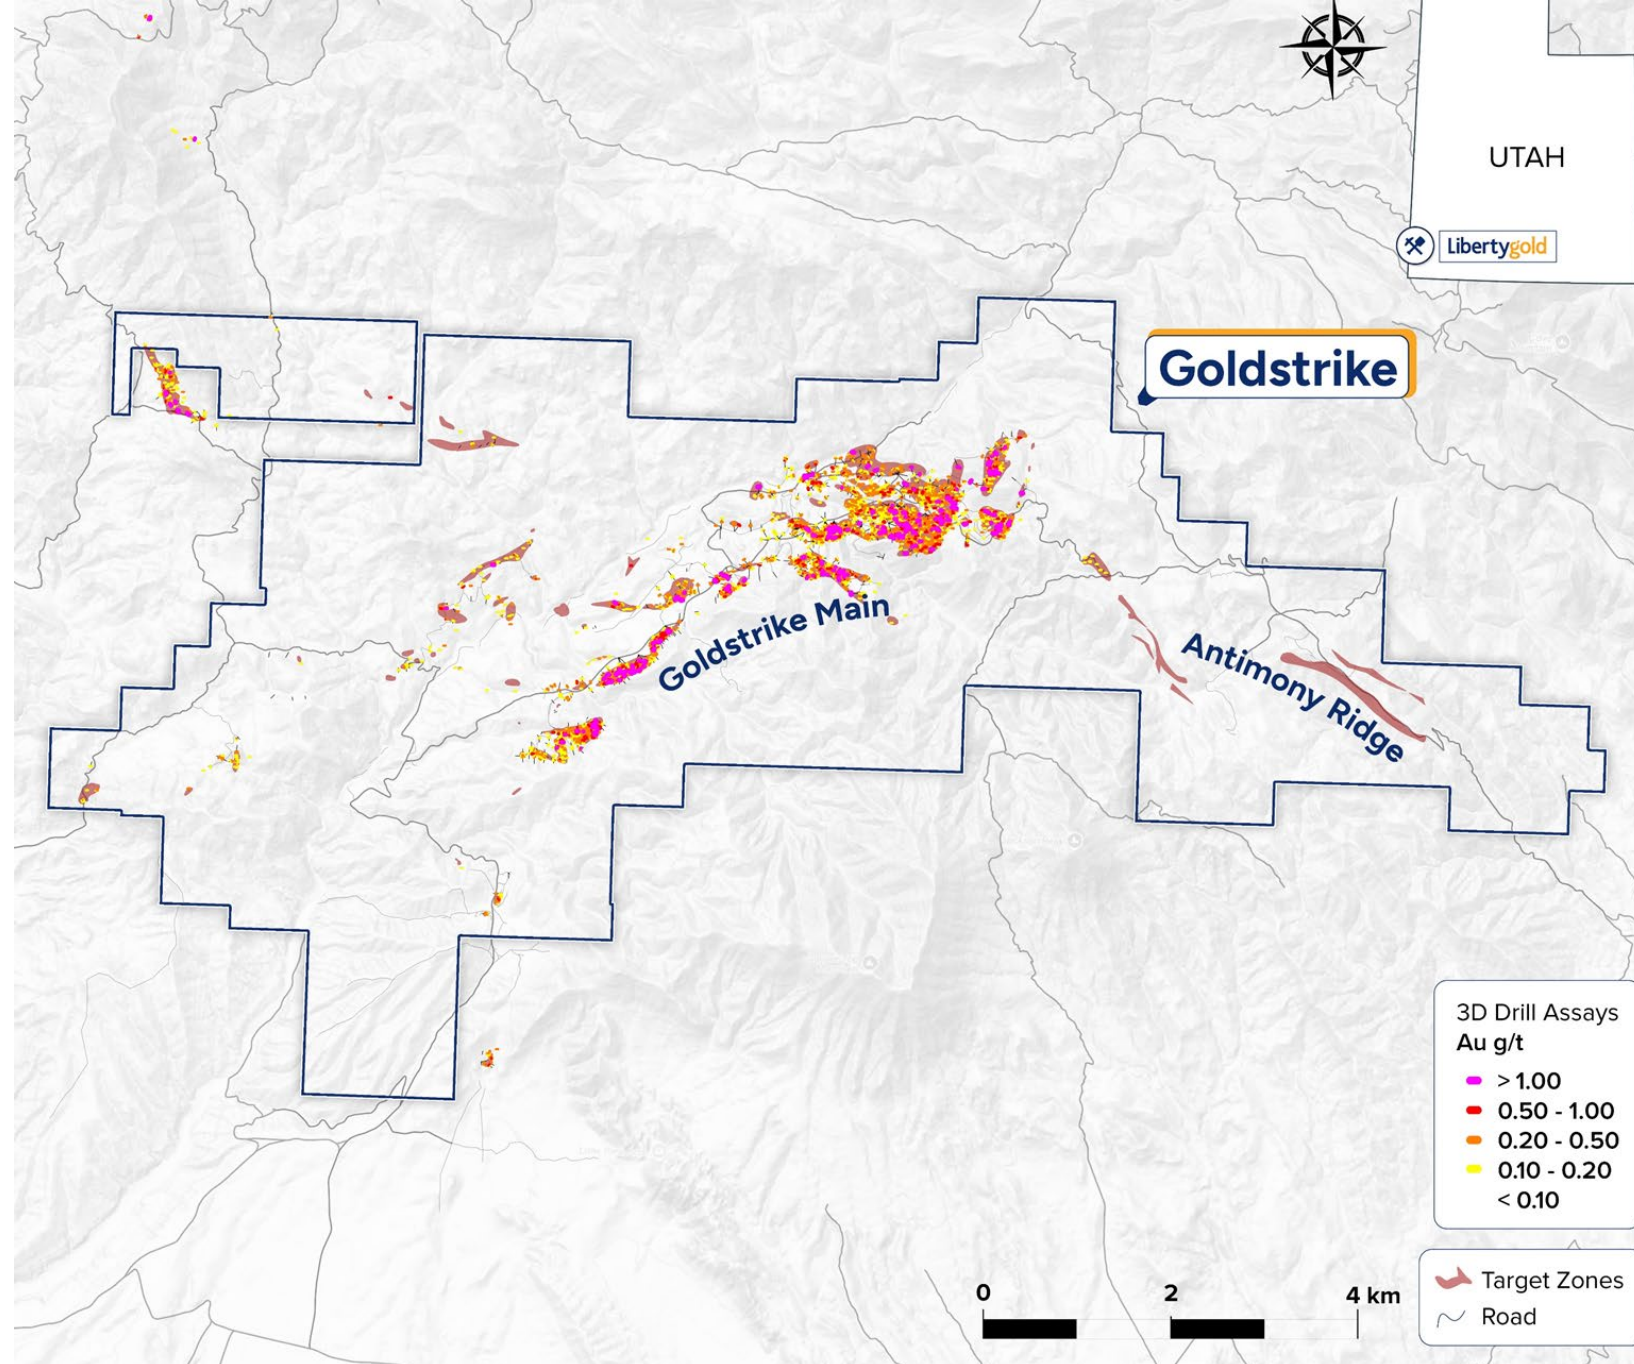 UTAH
Libertygold
Goldstrike
Goldstrike Main
Antimony Ridge
3D Drill Assays
Au g/t
> 1.00
0.50 - 1.00
0.20 - 0.50
0.10 - 0.20
< 0.10
0 2 4 km
Target Zones
Road